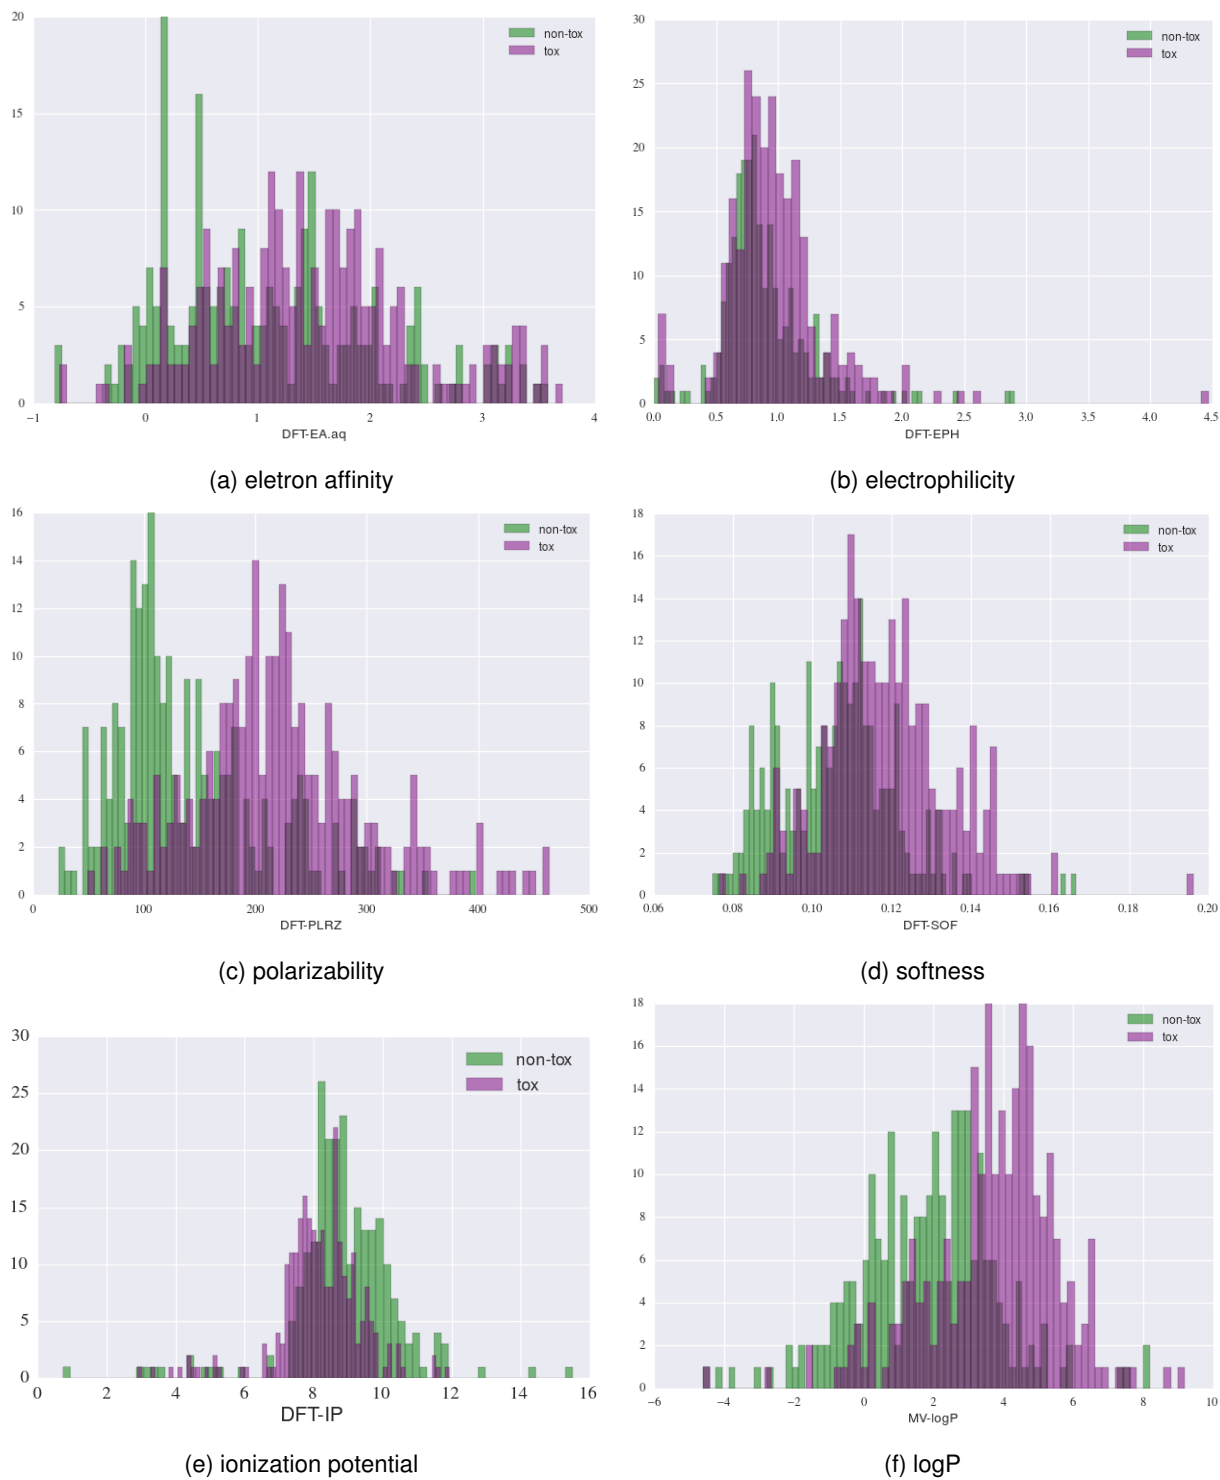 20
15
10
5
0
−1 0 1 2 3 4
DFT-EA.aq
non-tox
tox
(a) eletron affinity
30
25
20
15
10
5
0
0.0 0.5 1.0 1.5 2.0 2.5 3.0 3.5 4.0 4.5
DFT-EPH
non-tox
tox
(b) electrophilicity
16
14
12
10
8
6
4
2
0
0 100 200 300 400 500
DFT-PLRZ
non-tox
tox
(c) polarizability
18
16
14
12
10
8
6
4
2
0
0.06 0.08 0.10 0.12 0.14 0.16 0.18 0.20
DFT-SOF
non-tox
tox
(d) softness
30
25
20
15
10
5
0
0 2 4 6 8 10 12 14 16
DFT-IP
non-tox
tox
(e) ionization potential
18
16
14
12
10
8
6
4
2
0
−6 −4 −2 0 2 4 6 8 10
MV-logP
non-tox
tox
(f) logP